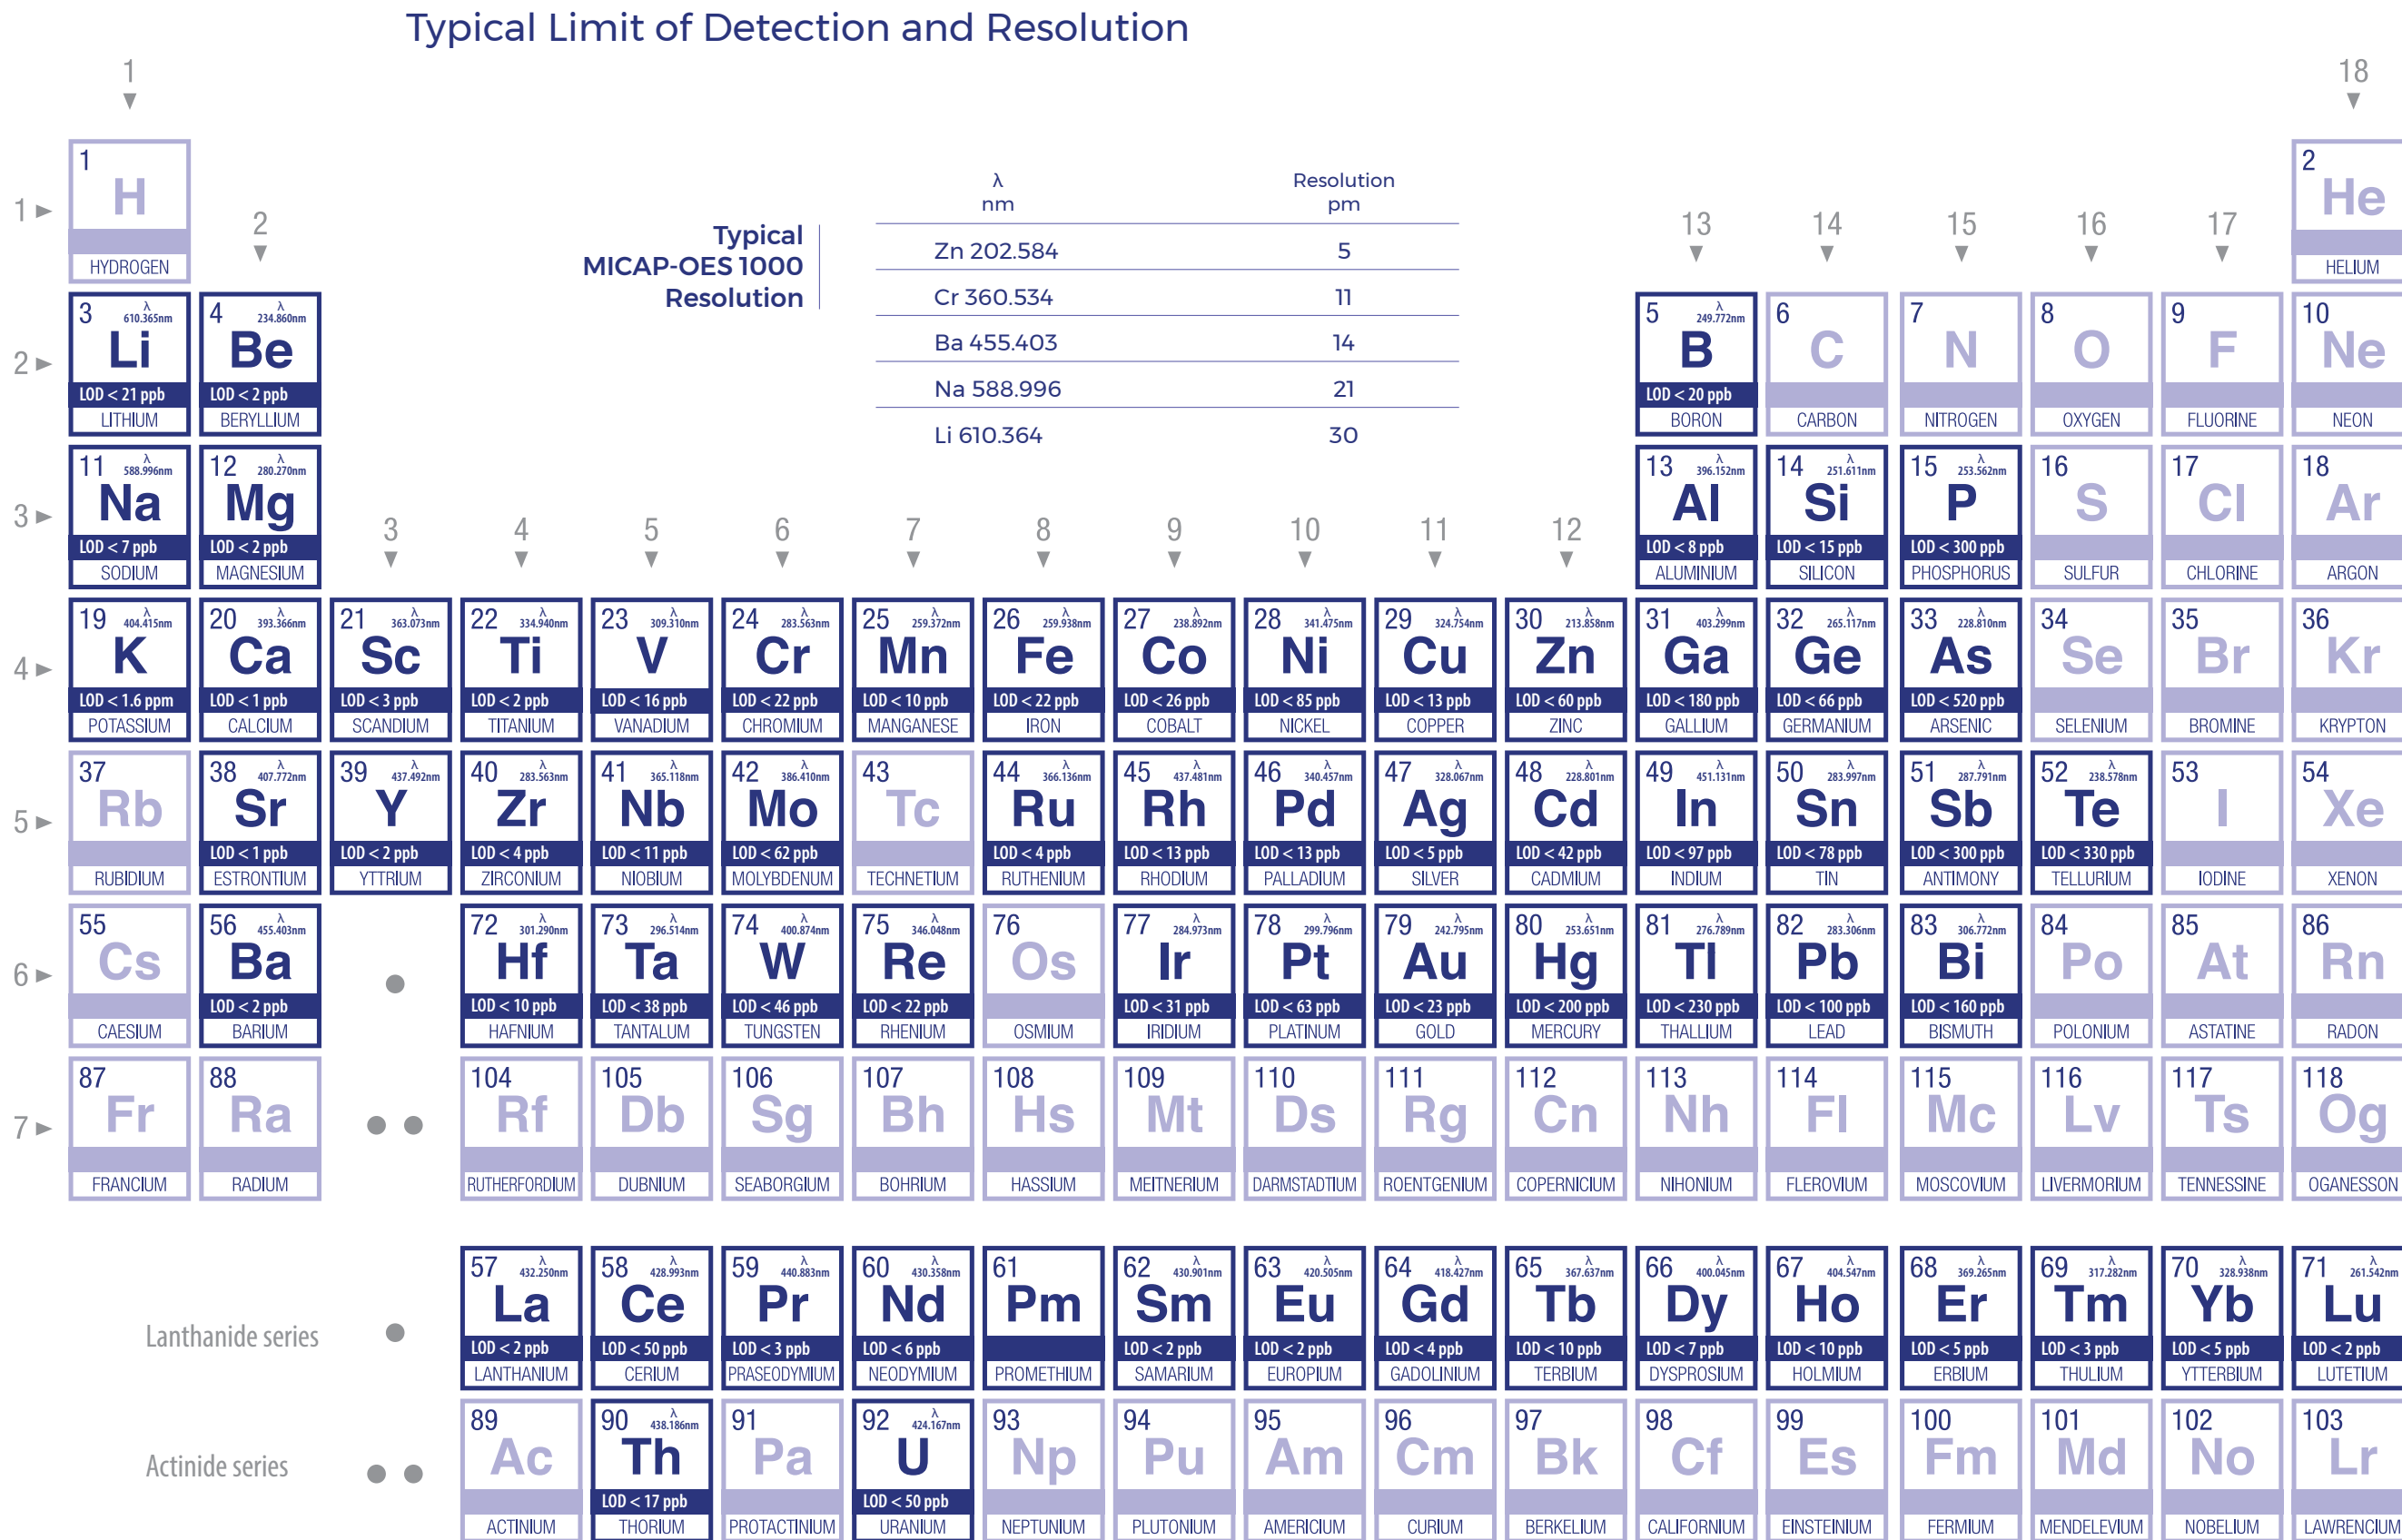 Typical Limit of Detection and Resolution
1
18
1
H
HYDROGEN
2
He
HELIUM
1
2
13
14
15
16
17
Typical
MICAP-OES 1000
Resolution
λ
nm
Resolution
pm
Zn 202.584 5
Cr 360.534 11
Ba 455.403 14
Na 588.996 21
Li 610.364 30
2
3 λ 610.365nm
Li
LOD < 21 ppb
LITHIUM
4 λ 234.860nm
Be
LOD < 2 ppb
BERYLLIUM
5 λ 249.772nm
B
LOD < 20 ppb
BORON
6
C
CARBON
7
N
NITROGEN
8
O
OXYGEN
9
F
FLUORINE
10
Ne
NEON
3
11 λ 588.996nm
Na
LOD < 7 ppb
SODIUM
12 λ 280.270nm
Mg
LOD < 2 ppb
MAGNESIUM
3
4
5
6
7
8
9
10
11
12
13 λ 396.152nm
Al
LOD < 8 ppb
ALUMINIUM
14 λ 251.611nm
Si
LOD < 15 ppb
SILICON
15 λ 253.562nm
P
LOD < 300 ppb
PHOSPHORUS
16
S
SULFUR
17
Cl
CHLORINE
18
Ar
ARGON
4
19 λ 404.415nm
K
LOD < 1.6 ppm
POTASSIUM
20 λ 393.366nm
Ca
LOD < 1 ppb
CALCIUM
21 λ 363.073nm
Sc
LOD < 3 ppb
SCANDIUM
22 λ 334.940nm
Ti
LOD < 2 ppb
TITANIUM
23 λ 309.310nm
V
LOD < 16 ppb
VANADIUM
24 λ 283.563nm
Cr
LOD < 22 ppb
CHROMIUM
25 λ 259.372nm
Mn
LOD < 10 ppb
MANGANESE
26 λ 259.938nm
Fe
LOD < 22 ppb
IRON
27 λ 238.892nm
Co
LOD < 26 ppb
COBALT
28 λ 341.475nm
Ni
LOD < 85 ppb
NICKEL
29 λ 324.754nm
Cu
LOD < 13 ppb
COPPER
30 λ 213.858nm
Zn
LOD < 60 ppb
ZINC
31 λ 403.299nm
Ga
LOD < 180 ppb
GALLIUM
32 λ 265.117nm
Ge
LOD < 66 ppb
GERMANIUM
33 λ 228.810nm
As
LOD < 520 ppb
ARSENIC
34
Se
SELENIUM
35
Br
BROMINE
36
Kr
KRYPTON
5
37
Rb
RUBIDIUM
38 λ 407.772nm
Sr
LOD < 1 ppb
ESTRONTIUM
39 λ 437.492nm
Y
LOD < 2 ppb
YTTRIUM
40 λ 283.563nm
Zr
LOD < 4 ppb
ZIRCONIUM
41 λ 365.118nm
Nb
LOD < 11 ppb
NIOBIUM
42 λ 386.410nm
Mo
LOD < 62 ppb
MOLYBDENUM
43
Tc
TECHNETIUM
44 λ 366.136nm
Ru
LOD < 4 ppb
RUTHENIUM
45 λ 437.481nm
Rh
LOD < 13 ppb
RHODIUM
46 λ 340.457nm
Pd
LOD < 13 ppb
PALLADIUM
47 λ 328.067nm
Ag
LOD < 5 ppb
SILVER
48 λ 228.801nm
Cd
LOD < 42 ppb
CADMIUM
49 λ 451.131nm
In
LOD < 97 ppb
INDIUM
50 λ 283.997nm
Sn
LOD < 78 ppb
TIN
51 λ 287.791nm
Sb
LOD < 300 ppb
ANTIMONY
52 λ 238.578nm
Te
LOD < 330 ppb
TELLURIUM
53
I
IODINE
54
Xe
XENON
6
55
Cs
CAESIUM
56 λ 455.403nm
Ba
LOD < 2 ppb
BARIUM
72 λ 301.290nm
Hf
LOD < 10 ppb
HAFNIUM
73 λ 296.514nm
Ta
LOD < 38 ppb
TANTALUM
74 λ 400.874nm
W
LOD < 46 ppb
TUNGSTEN
75 λ 346.048nm
Re
LOD < 22 ppb
RHENIUM
76
Os
OSMIUM
77 λ 284.973nm
Ir
LOD < 31 ppb
IRIDIUM
78 λ 299.796nm
Pt
LOD < 63 ppb
PLATINUM
79 λ 242.795nm
Au
LOD < 23 ppb
GOLD
80 λ 253.651nm
Hg
LOD < 200 ppb
MERCURY
81 λ 276.789nm
Tl
LOD < 230 ppb
THALLIUM
82 λ 283.306nm
Pb
LOD < 100 ppb
LEAD
83 λ 306.772nm
Bi
LOD < 160 ppb
BISMUTH
84
Po
POLONIUM
85
At
ASTATINE
86
Rn
RADON
7
87
Fr
FRANCIUM
88
Ra
RADIUM
104
Rf
RUTHERFORDIUM
105
Db
DUBNIUM
106
Sg
SEABORGIUM
107
Bh
BOHRIUM
108
Hs
HASSIUM
109
Mt
MEITNERIUM
110
Ds
DARMSTADTIUM
111
Rg
ROENTGENIUM
112
Cn
COPERNICIUM
113
Nh
NIHONIUM
114
Fl
FLEROVIUM
115
Mc
MOSCOVIUM
116
Lv
LIVERMORIUM
117
Ts
TENNESSINE
118
Og
OGANESSON
Lanthanide series
57 λ 432.250nm
La
LOD < 2 ppb
LANTHANIUM
58 λ 428.993nm
Ce
LOD < 50 ppb
CERIUM
59 λ 440.883nm
Pr
LOD < 3 ppb
PRASEODYMIUM
60 λ 430.358nm
Nd
LOD < 6 ppb
NEODYMIUM
61
Pm
PROMETHIUM
62 λ 430.901nm
Sm
LOD < 2 ppb
SAMARIUM
63 λ 420.505nm
Eu
LOD < 2 ppb
EUROPIUM
64 λ 418.427nm
Gd
LOD < 4 ppb
GADOLINIUM
65 λ 367.637nm
Tb
LOD < 10 ppb
TERBIUM
66 λ 400.045nm
Dy
LOD < 7 ppb
DYSPROSIUM
67 λ 404.547nm
Ho
LOD < 10 ppb
HOLMIUM
68 λ 369.265nm
Er
LOD < 5 ppb
ERBIUM
69 λ 317.282nm
Tm
LOD < 3 ppb
THULIUM
70 λ 328.938nm
Yb
LOD < 5 ppb
YTTERBIUM
71 λ 261.542nm
Lu
LOD < 2 ppb
LUTETIUM
Actinide series
89
Ac
ACTINIUM
90 λ 438.186nm
Th
LOD < 17 ppb
THORIUM
91
Pa
PROTACTINIUM
92 λ 424.167nm
U
LOD < 50 ppb
URANIUM
93
Np
NEPTUNIUM
94
Pu
PLUTONIUM
95
Am
AMERICIUM
96
Cm
CURIUM
97
Bk
BERKELIUM
98
Cf
CALIFORNIUM
99
Es
EINSTEINIUM
100
Fm
FERMIUM
101
Md
MENDELEVIUM
102
No
NOBELIUM
103
Lr
LAWRENCIUM